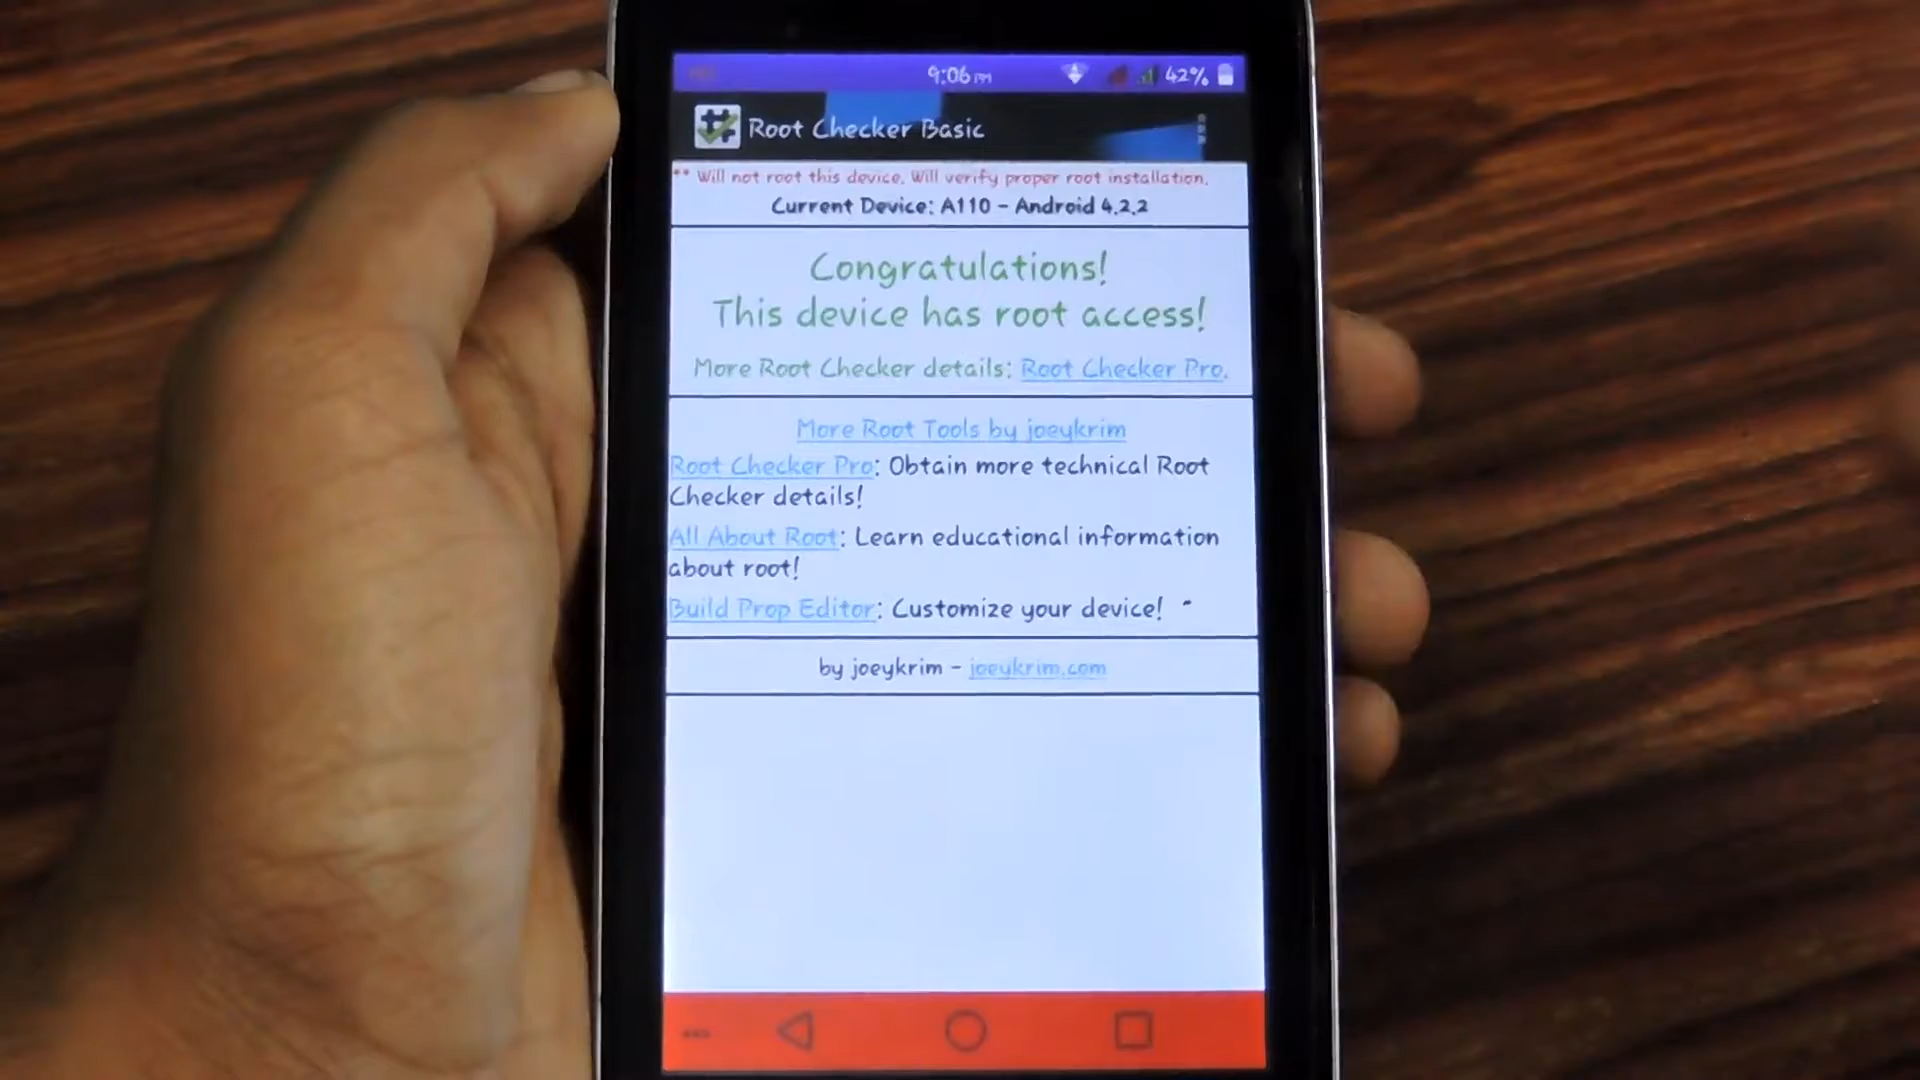 9:06 PM 42%
Root Checker Basic
** Will not root this device. Will verify proper root installation.
Current Device: A110 - Android 4.2.2
Congratulations!
This device has root access!
More Root Checker details: Root Checker Pro.
More Root Tools by joeykrim
Root Checker Pro: Obtain more technical Root
Checker details!
All About Root: Learn educational information
about root!
Build Prop Editor: Customize your device!
by joeykrim - joeykrim.com